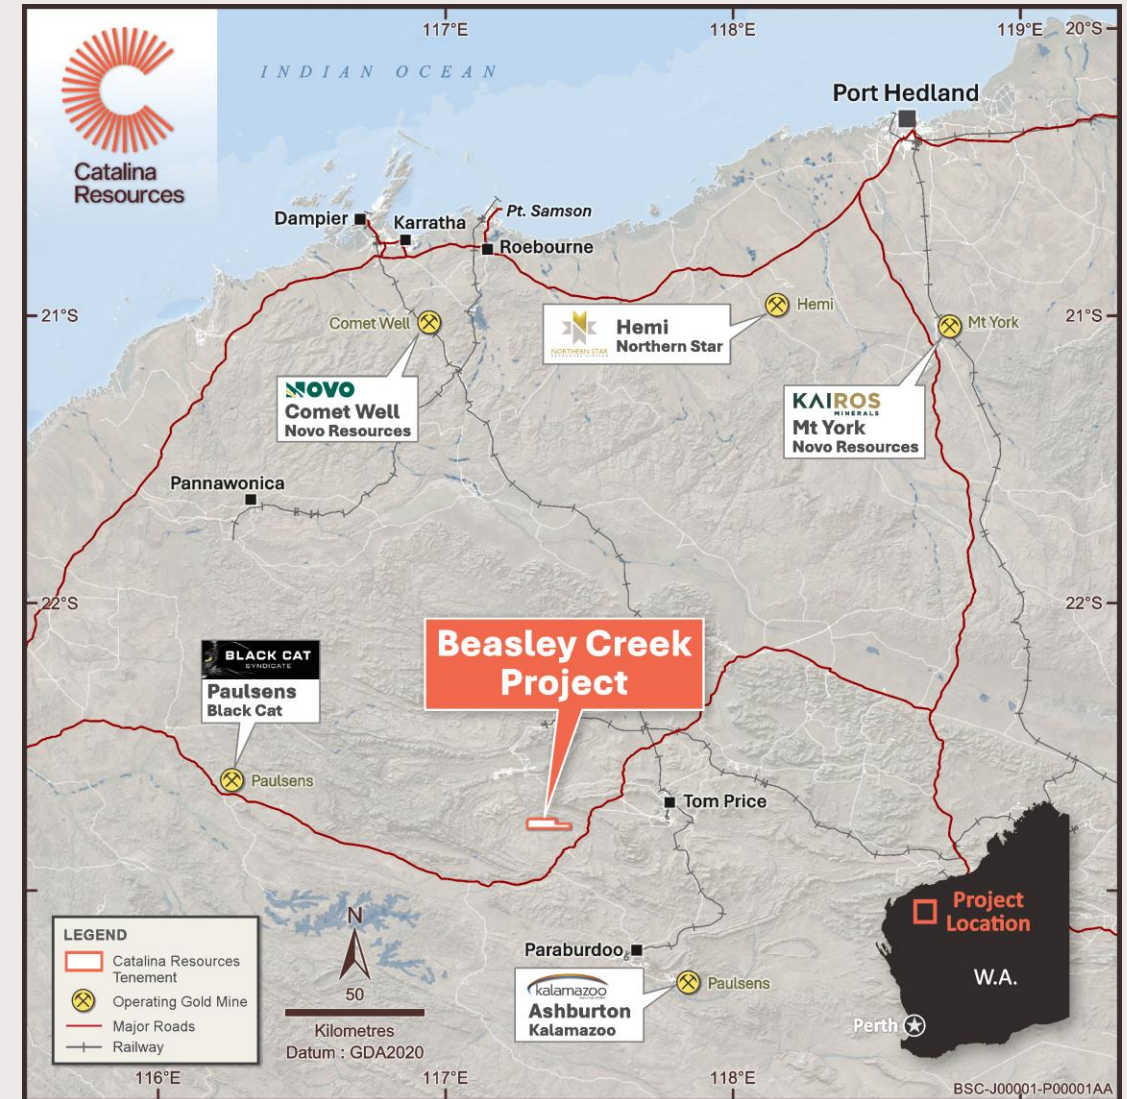 117°E
118°E
119°E
20°S
Catalina
Resources
INDIAN OCEAN
Port Hedland
Dampier
Karratha
Pt. Samson
Roebourne
21°S
Comet Well
NORTHERN STAR
Hemi
Northern Star
Hemi
Mt York
21°S
NOVO
Comet Well
Novo Resources
KAIROS
MINERALS
Mt York
Novo Resources
Pannawonica
22°S
22°S
BLACK CAT
SYNDICATE
Paulsens
Black Cat
Beasley Creek
Project
Paulsens
Tom Price
Project
Location
W.A.
Perth
LEGEND
Catalina Resources
Tenement
Operating Gold Mine
Major Roads
Railway
N
50
Kilometres
Datum : GDA2020
Paraburdoo
kalamazoo
Ashburton
Kalamazoo
Paulsens
116°E
117°E
118°E
BSC-J00001-P00001AA